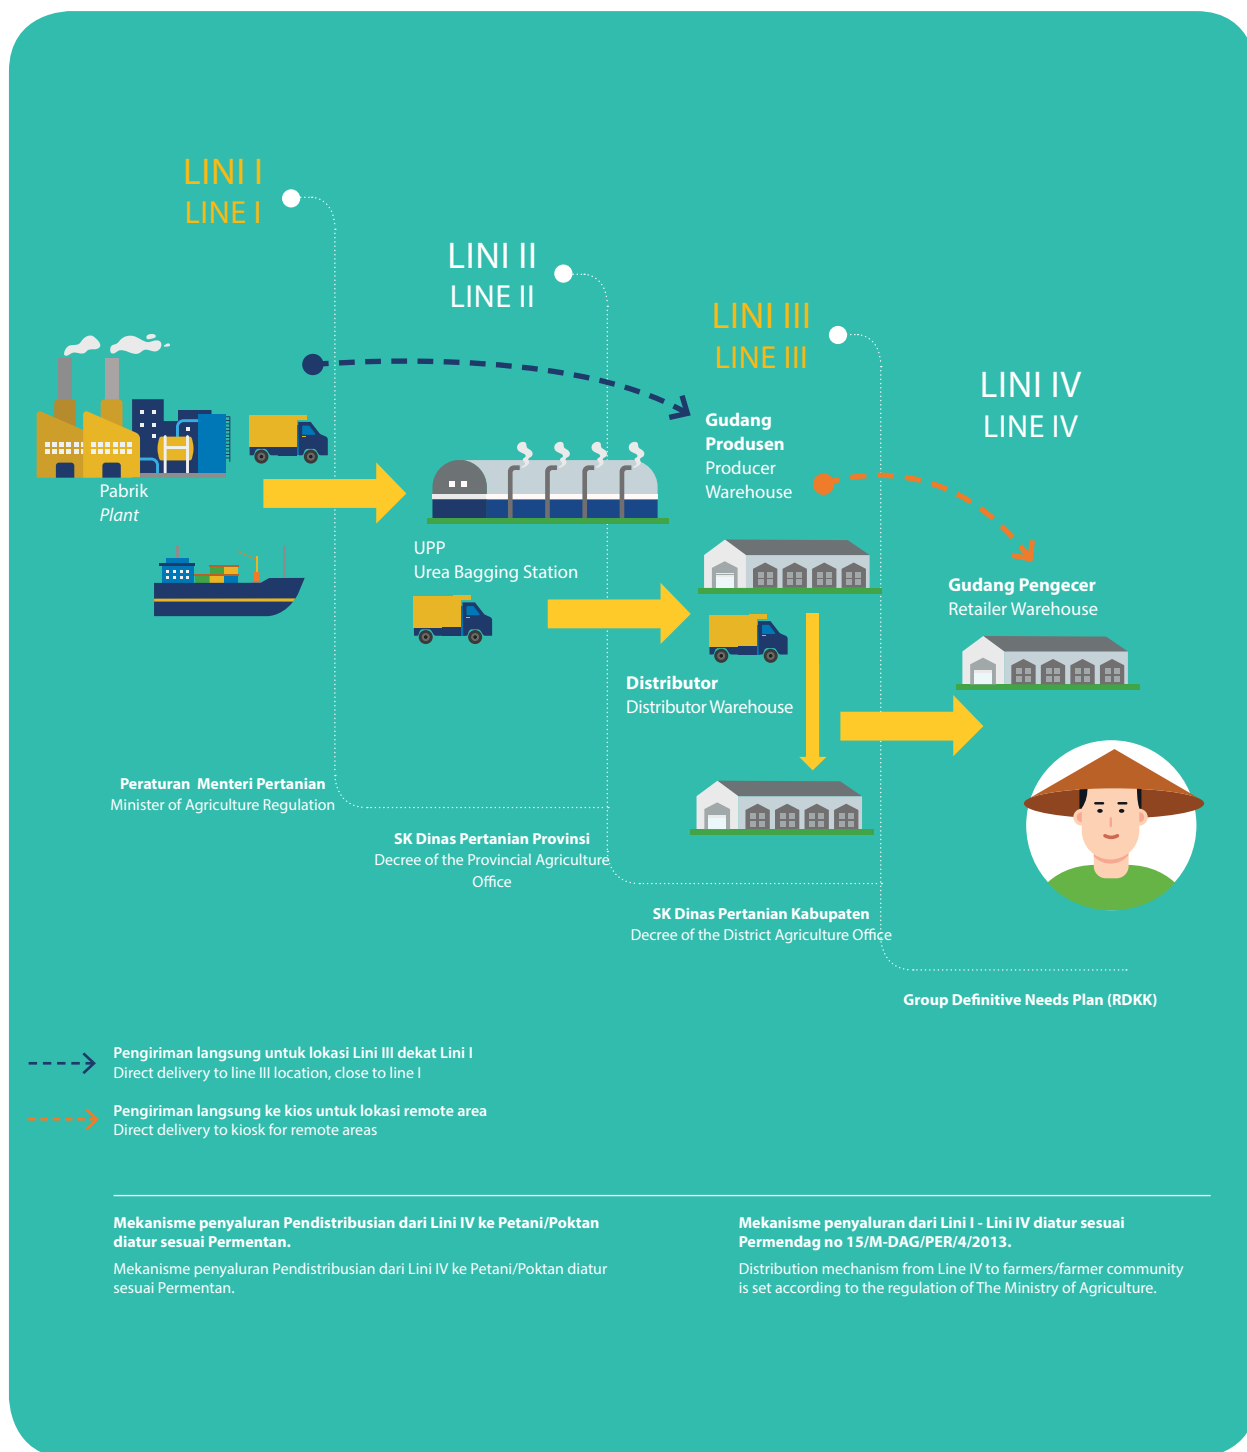 LINI I
LINE I
LINI II
LINE II
LINI III
LINE III
LINI IV
LINE IV
Pabrik
Plant
UPP
Urea Bagging Station
Gudang
Produsen
Producer
Warehouse
Distributor
Distributor Warehouse
Gudang Pengecer
Retailer Warehouse
Peraturan Menteri Pertanian
Minister of Agriculture Regulation
SK Dinas Pertanian Provinsi
Decree of the Provincial Agriculture
Office
SK Dinas Pertanian Kabupaten
Decree of the District Agriculture Office
Group Definitive Needs Plan (RDKK)
Pengiriman langsung untuk lokasi Lini III dekat Lini I
Direct delivery to line III location, close to line I
Pengiriman langsung ke kios untuk lokasi remote area
Direct delivery to kiosk for remote areas
Mekanisme penyaluran Pendistribusian dari Lini IV ke Petani/Poktan
diatur sesuai Permentan.
Mekanisme penyaluran Pendistribusian dari Lini IV ke Petani/Poktan diatur
sesuai Permentan.
Mekanisme penyaluran dari Lini I - Lini IV diatur sesuai
Permendag no 15/M-DAG/PER/4/2013.
Distribution mechanism from Line IV to farmers/farmer community
is set according to the regulation of The Ministry of Agriculture.